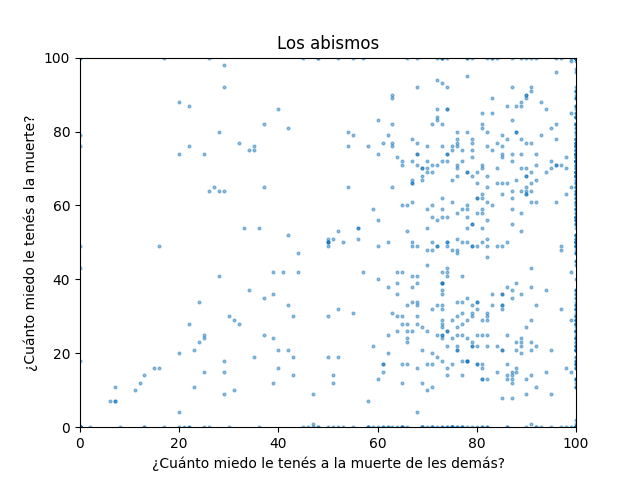 Los abismos
¿Cuánto miedo le tenés a la muerte?
100
80
60
40
20
0
0 20 40 60 80 100
¿Cuánto miedo le tenés a la muerte de les demás?